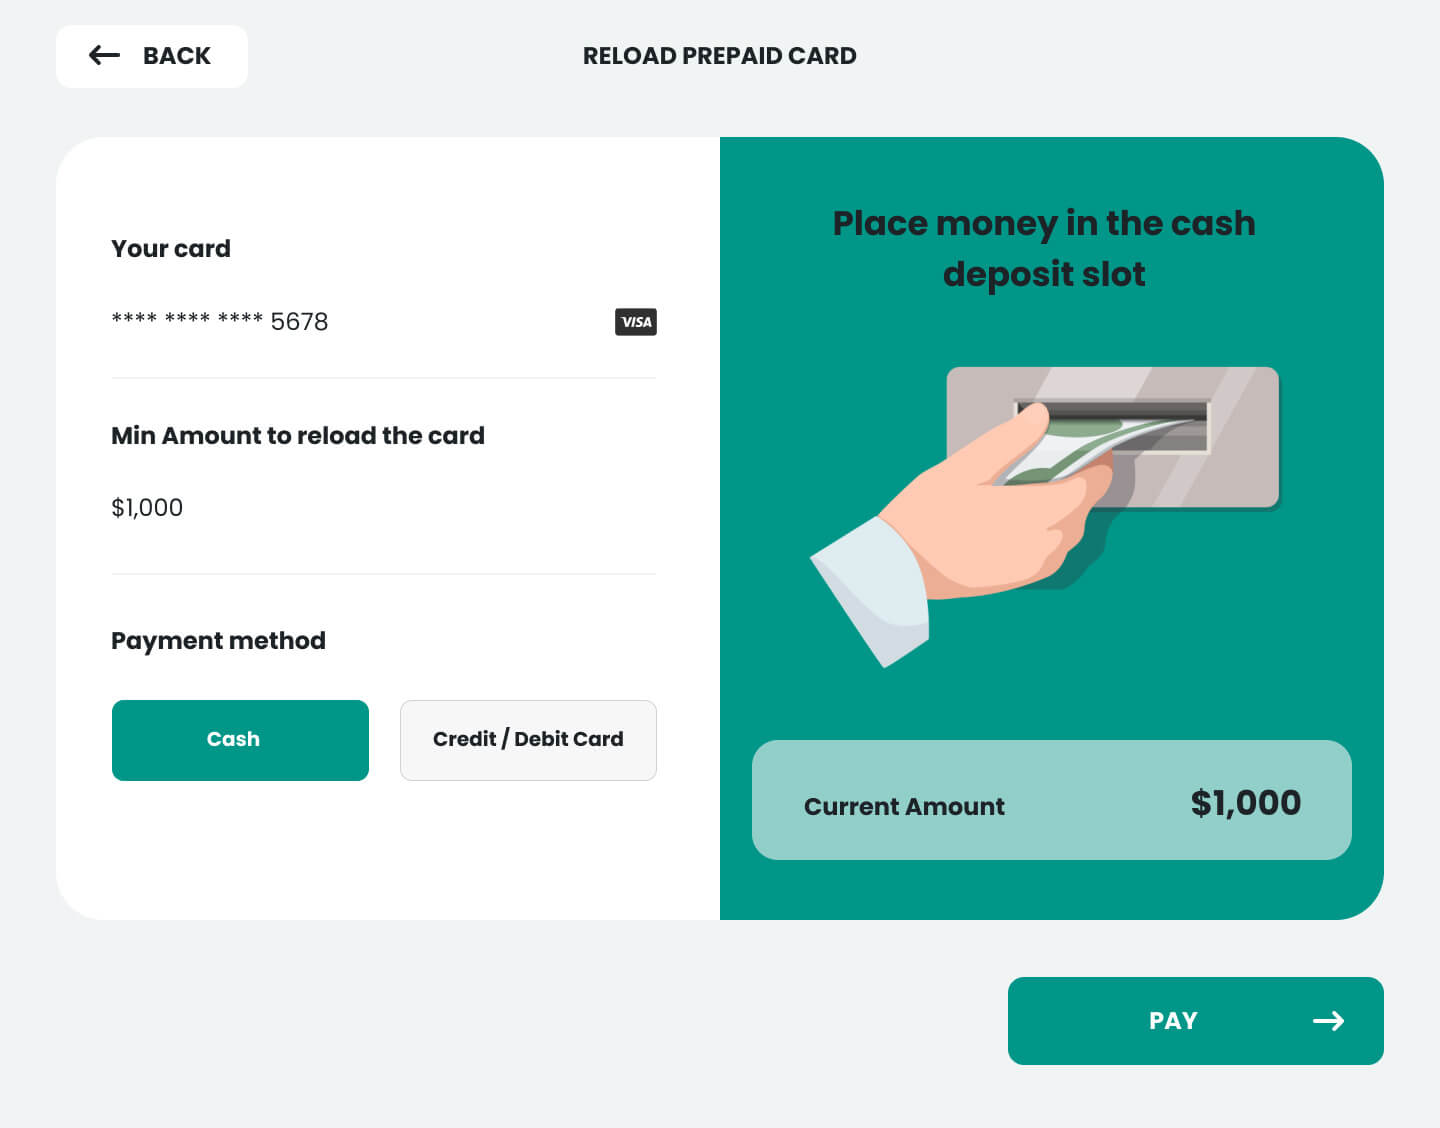 BACK
RELOAD PREPAID CARD
Your card
**** **** **** 5678
VISA
Min Amount to reload the card
$1,000
Payment method
Cash
Credit / Debit Card
Place money in the cash
deposit slot
Current Amount
$1,000
PAY